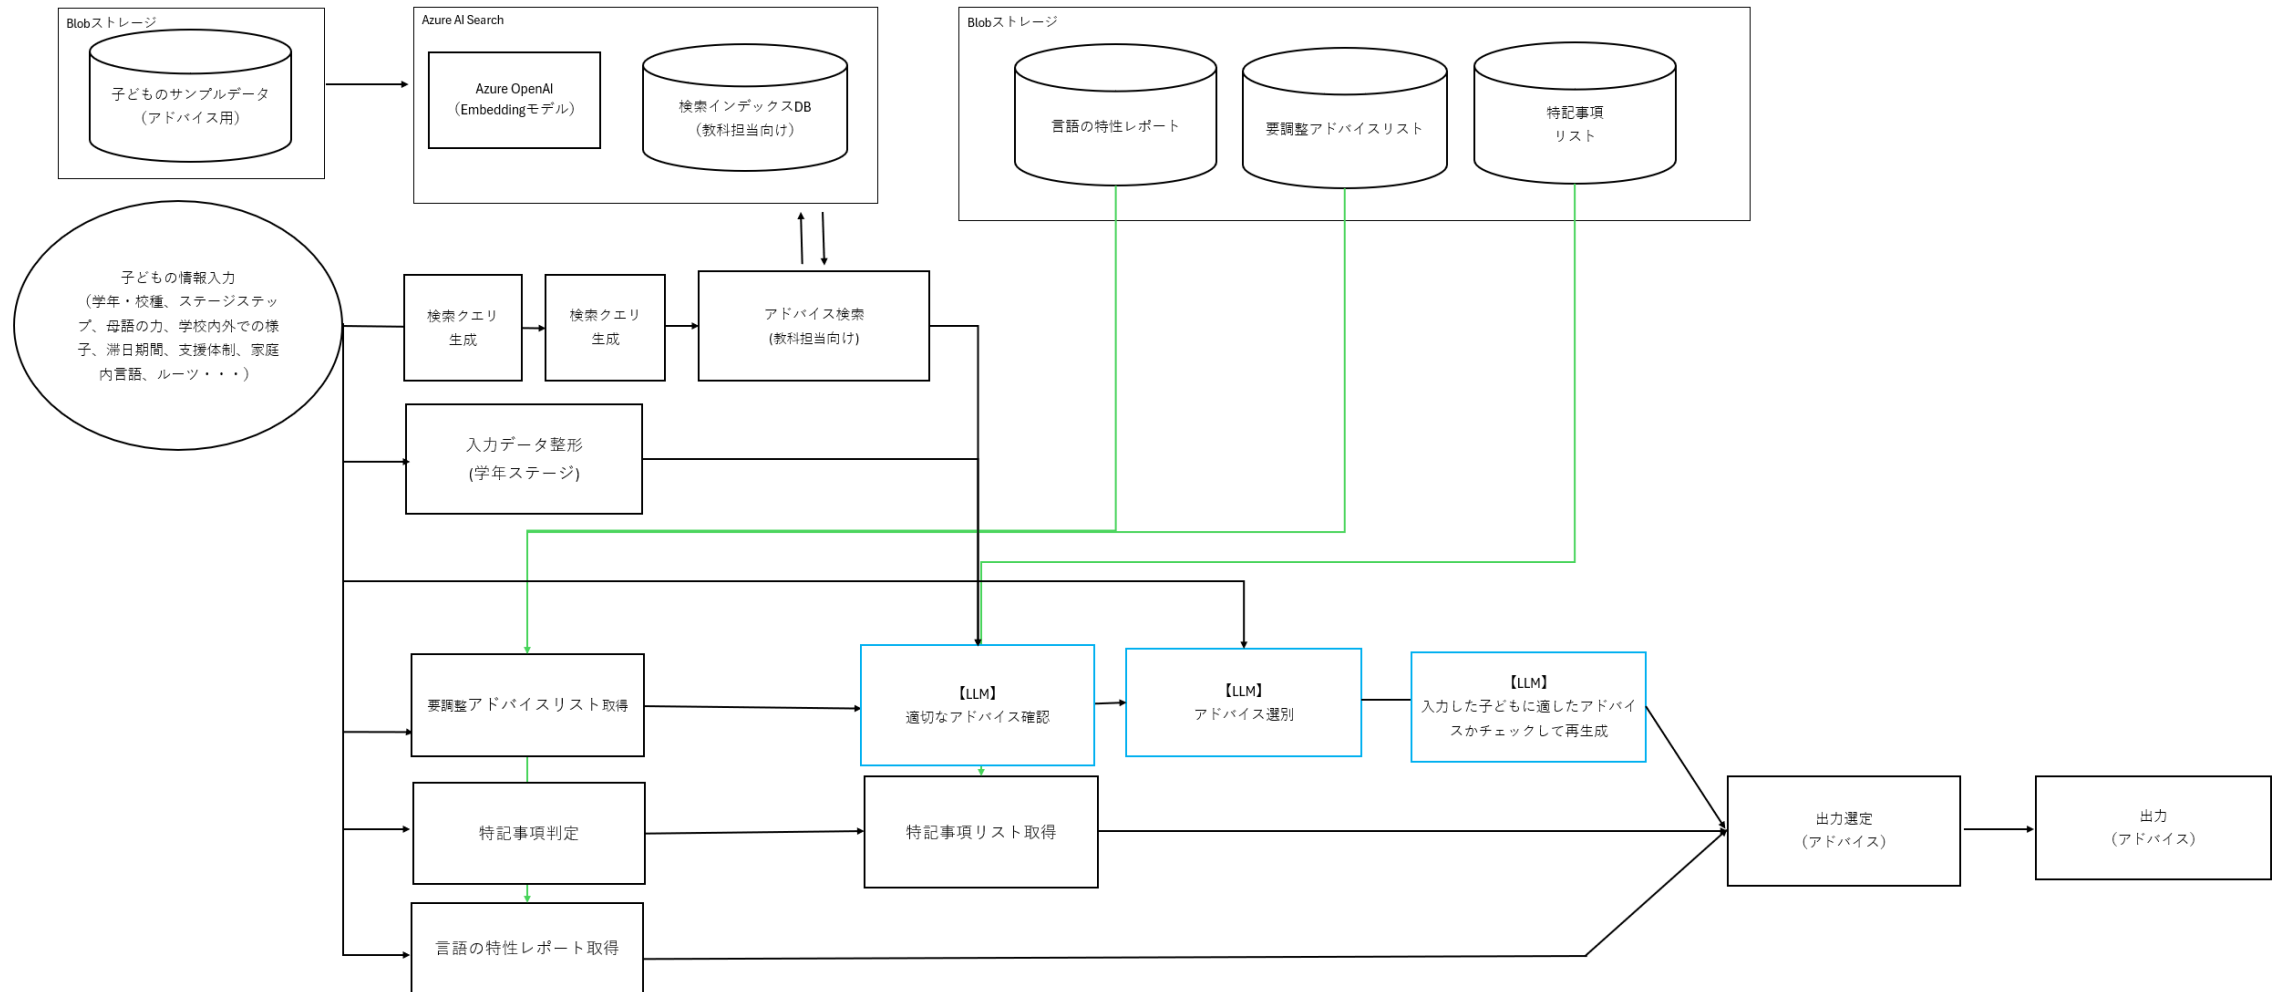 Blobストレージ
子どものサンプルデータ
（アドバイス用）
Azure AI Search
Azure OpenAI
（Embeddingモデル）
検索インデックスDB
（教科担当向け）
Blobストレージ
言語の特性レポート
要調整アドバイスリスト
特記事項
リスト
子どもの情報入力
（学年・校種、ステージステッ
プ、母語の力、学校内外での様
子、滞日期間、支援体制、家庭
内言語、ルーツ・・・）
検索クエリ
生成
検索クエリ
生成
アドバイス検索
(教科担当向け)
入力データ整形
(学年ステージ)
要調整アドバイスリスト取得
【LLM】
適切なアドバイス確認
【LLM】
アドバイス選別
【LLM】
入力した子どもに適したアドバイ
スかチェックして再生成
特記事項判定
特記事項リスト取得
出力選定
（アドバイス）
出力
（アドバイス）
言語の特性レポート取得